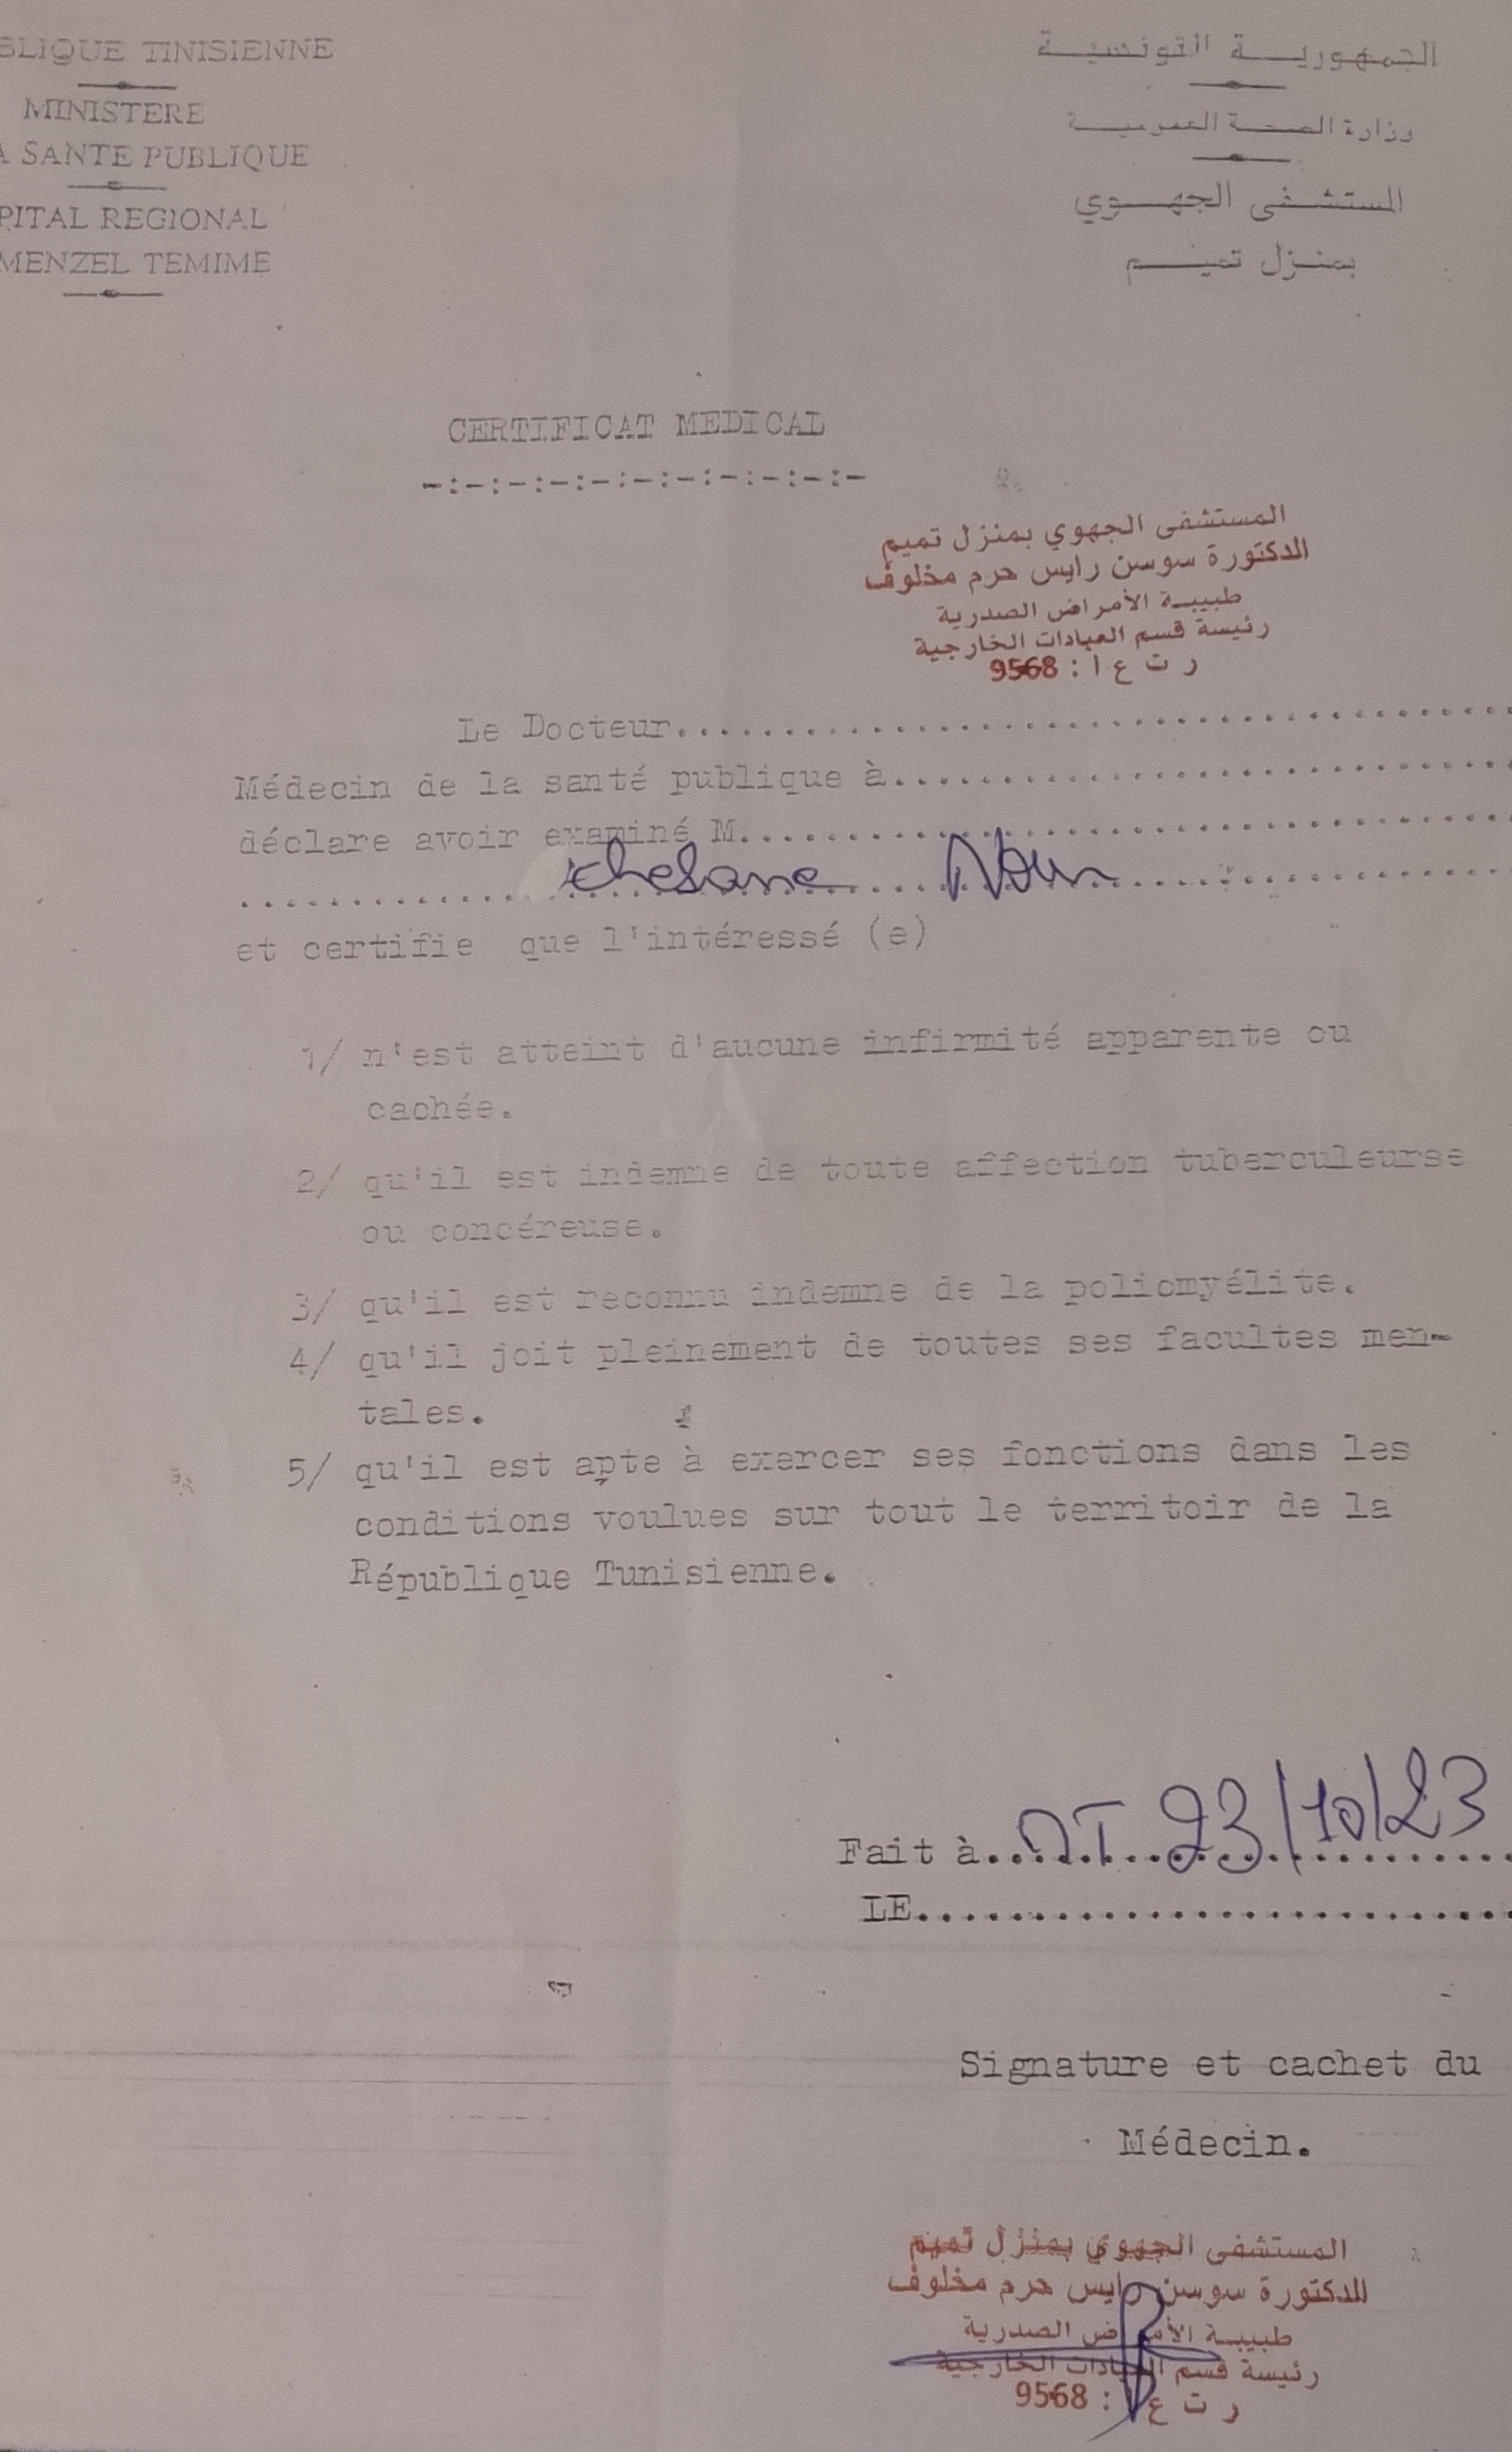 BLIQUE TINISIENNE
MINISTERE
A SANTE PUBLIQUE
PITAL REGIONAL
MENZEL TEMIME
الجمهورية التونسية
وزارة الصحة العمومية
المستشفى الجهوي
بمنزل تميم
CERTIFICAT MEDICAL
-:-:-:-:-:-:-:-:-:-:-
المستشفى الجهوي بمنزل تميم
الدكتورة سوسن رايس حرم مخلوف
طبيبة الأمراض الصدرية
رئيسة قسم العيادات الخارجية
ر ت ع ا : 9568
Le Docteur..............................
Médecin de la santé publique à......................
déclare avoir examiné M...........................
Nour
et certifie que l'intéressé (e)
1/ n'est atteint d'aucune infirmité apparente ou
cachée.
2/ qu'il est indemne de toute affection tuberculeurse
ou concéreuse.
3/ qu'il est reconnu indemne de la poliomyélite.
4/ qu'il joit pleinement de toutes ses facultes men-
tales.
5/ qu'il est apte à exercer ses fonctions dans les
conditions voulues sur tout le territoir de la
République Tunisienne.
Fait à... 23/10/23
LE..........................
Signature et cachet du
Médecin.
المستشفى الجهوي بمنزل تميم
الدكتورة سوسن رايس حرم مخلوف
طبيبة الأمراض الصدرية
رئيسة قسم العيادات الخارجية
ر ت ع ا : 9568